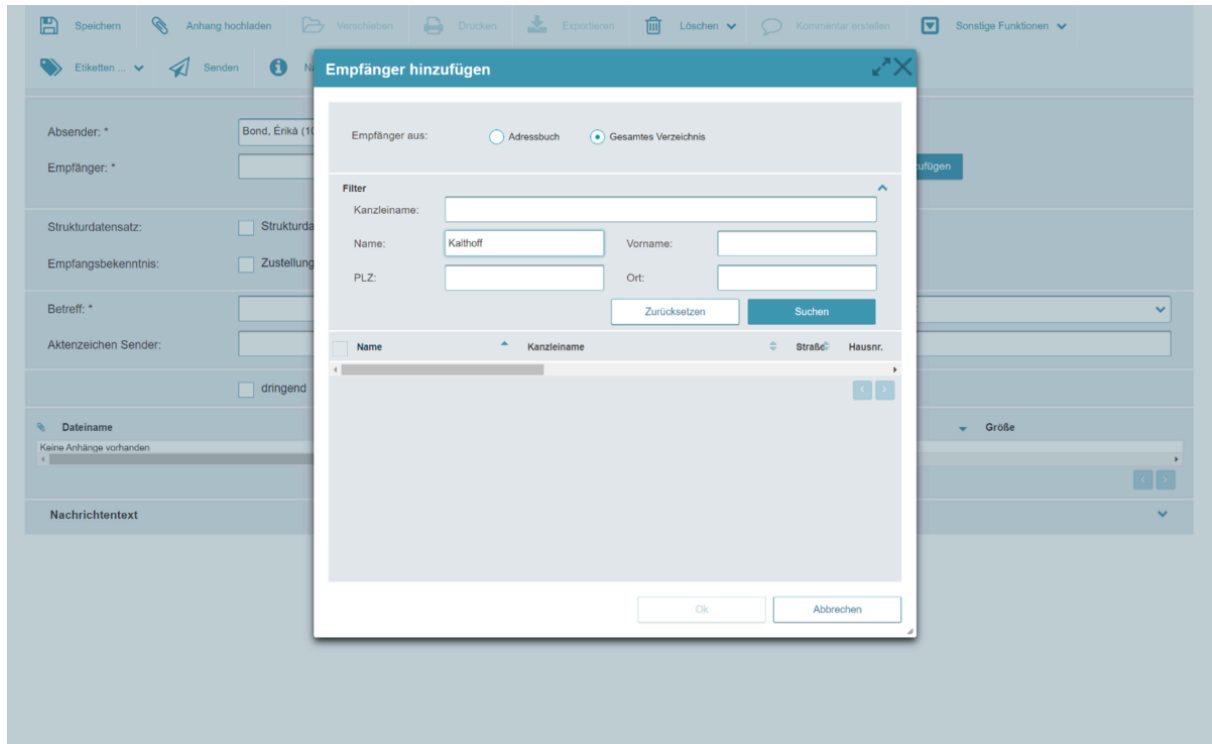 Speichern Anhang hochladen Verschieben Drucken Exportieren Löschen Kommentar erstellen Sonstige Funktionen
Etiketten ... Senden
Empfänger hinzufügen
Absender: * Bond, Érikà (10
Empfänger: * ufügen
Strukturdatensatz: Strukturda
Empfangsbekenntnis: Zustellung
Betreff: *
Aktenzeichen Sender:
dringend
Dateiname Größe
Keine Anhänge vorhanden
Nachrichtentext
Empfänger aus: Adressbuch Gesamtes Verzeichnis
Filter
Kanzleiname:
Name: Kalthoff Vorname:
PLZ: Ort:
Zurücksetzen Suchen
Name Kanzleiname Straße Hausnr.
Ok Abbrechen